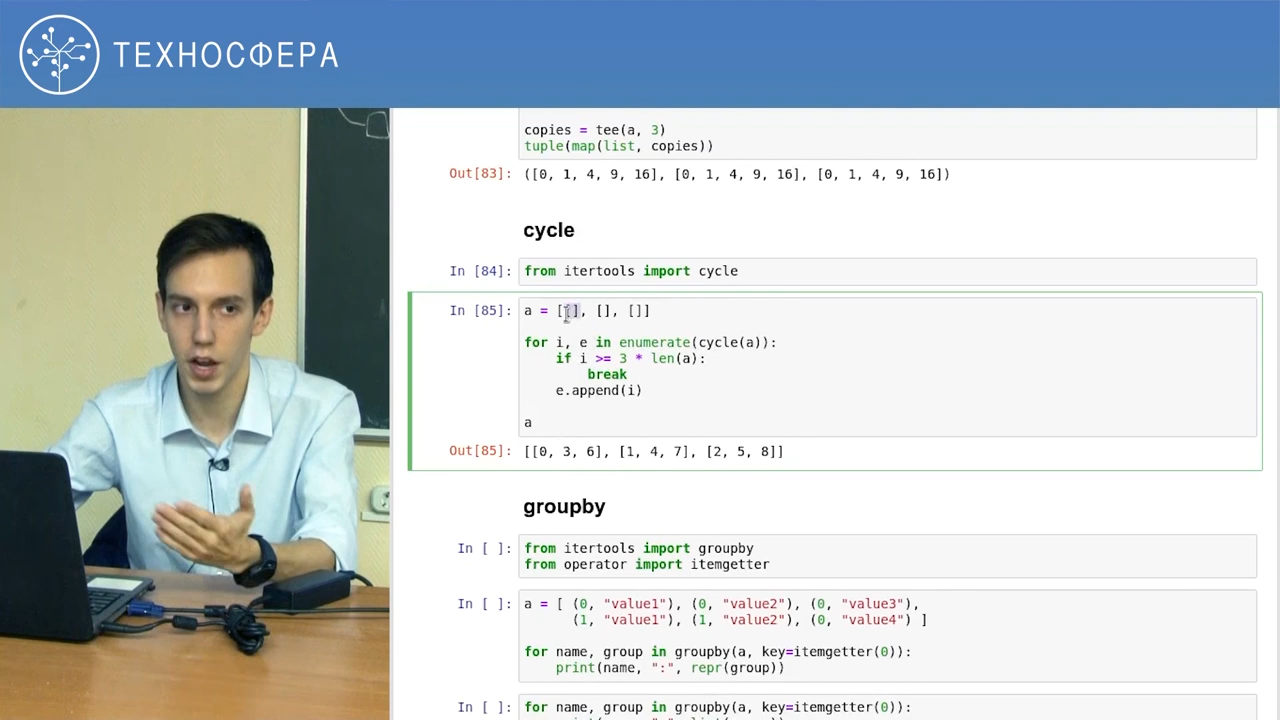 ТЕХНОСФЕРА
copies = tee(a, 3)
tuple(map(list, copies))
Out[83]: ([0, 1, 4, 9, 16], [0, 1, 4, 9, 16], [0, 1, 4, 9, 16])
cycle
In [84]: from itertools import cycle
In [85]: a = [[], [], []]
for i, e in enumerate(cycle(a)):
    if i >= 3 * len(a):
        break
    e.append(i)
a
Out[85]: [[0, 3, 6], [1, 4, 7], [2, 5, 8]]
groupby
In [ ]: from itertools import groupby
from operator import itemgetter
In [ ]: a = [ (0, "value1"), (0, "value2"), (0, "value3"),
      (1, "value1"), (1, "value2"), (0, "value4") ]
for name, group in groupby(a, key=itemgetter(0)):
    print(name, ":", repr(group))
In [ ]: for name, group in groupby(a, key=itemgetter(0)):